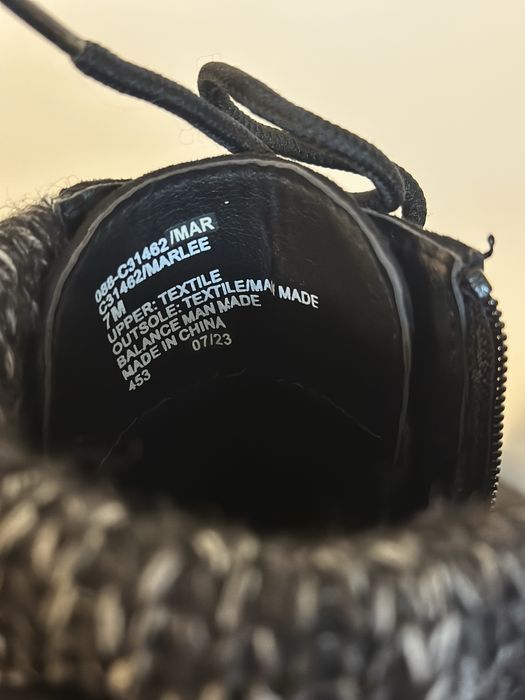 088-C31462/MAR
C31462/MARLEE
7 M
UPPER: TEXTILE
OUTSOLE: TEXTILE/MAN MADE
BALANCE MAN MADE
MADE IN CHINA 07/23
453